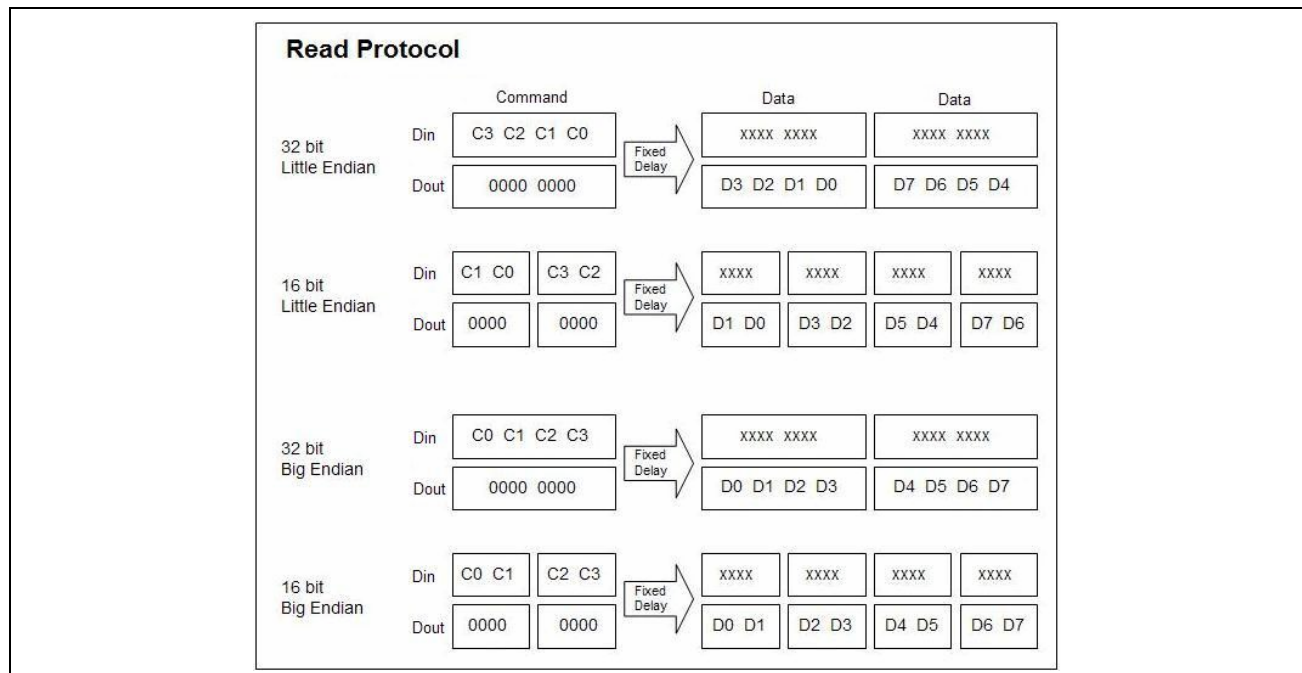 Read Protocol
Command Data Data
32 bit
Little Endian
Din C3 C2 C1 C0 XXXX XXXX XXXX XXXX
Fixed
Delay
Dout 0000 0000 D3 D2 D1 D0 D7 D6 D5 D4
16 bit
Little Endian
Din C1 C0 C3 C2 XXXX XXXX XXXX XXXX
Fixed
Delay
Dout 0000 0000 D1 D0 D3 D2 D5 D4 D7 D6
32 bit
Big Endian
Din C0 C1 C2 C3 XXXX XXXX XXXX XXXX
Fixed
Delay
Dout 0000 0000 D0 D1 D2 D3 D4 D5 D6 D7
16 bit
Big Endian
Din C0 C1 C2 C3 XXXX XXXX XXXX XXXX
Fixed
Delay
Dout 0000 0000 D0 D1 D2 D3 D4 D5 D6 D7